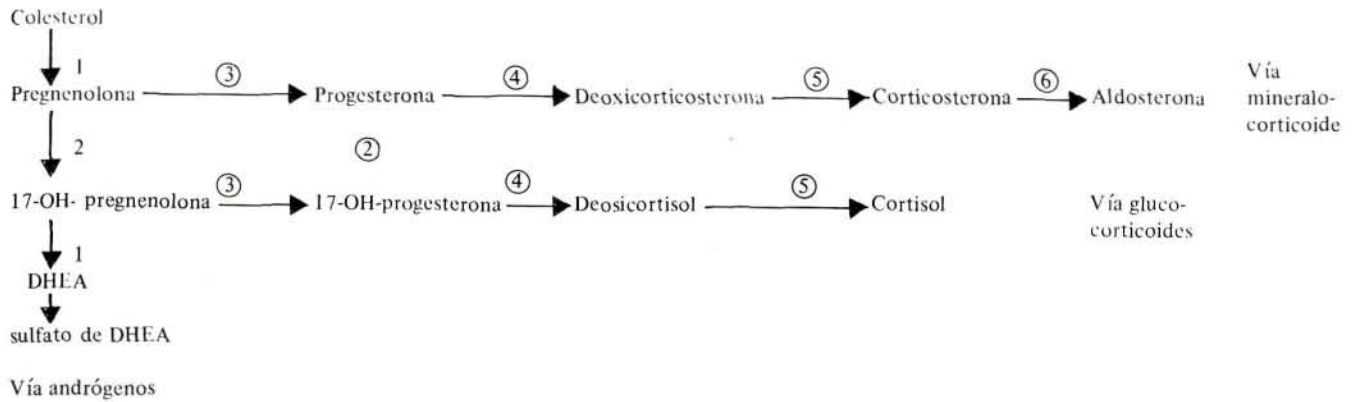 Colesterol
1
③ ④ ⑤ ⑥
Pregnenolona Progesterona Deoxicorticosterona Corticosterona Aldosterona
Vía
mineralo-
corticoide
2 ②
③ ④ ⑤
17-OH- pregnenolona 17-OH-progesterona Deosicortisol Cortisol
Vía gluco-
corticoides
1
DHEA
sulfato de DHEA
Vía andrógenos